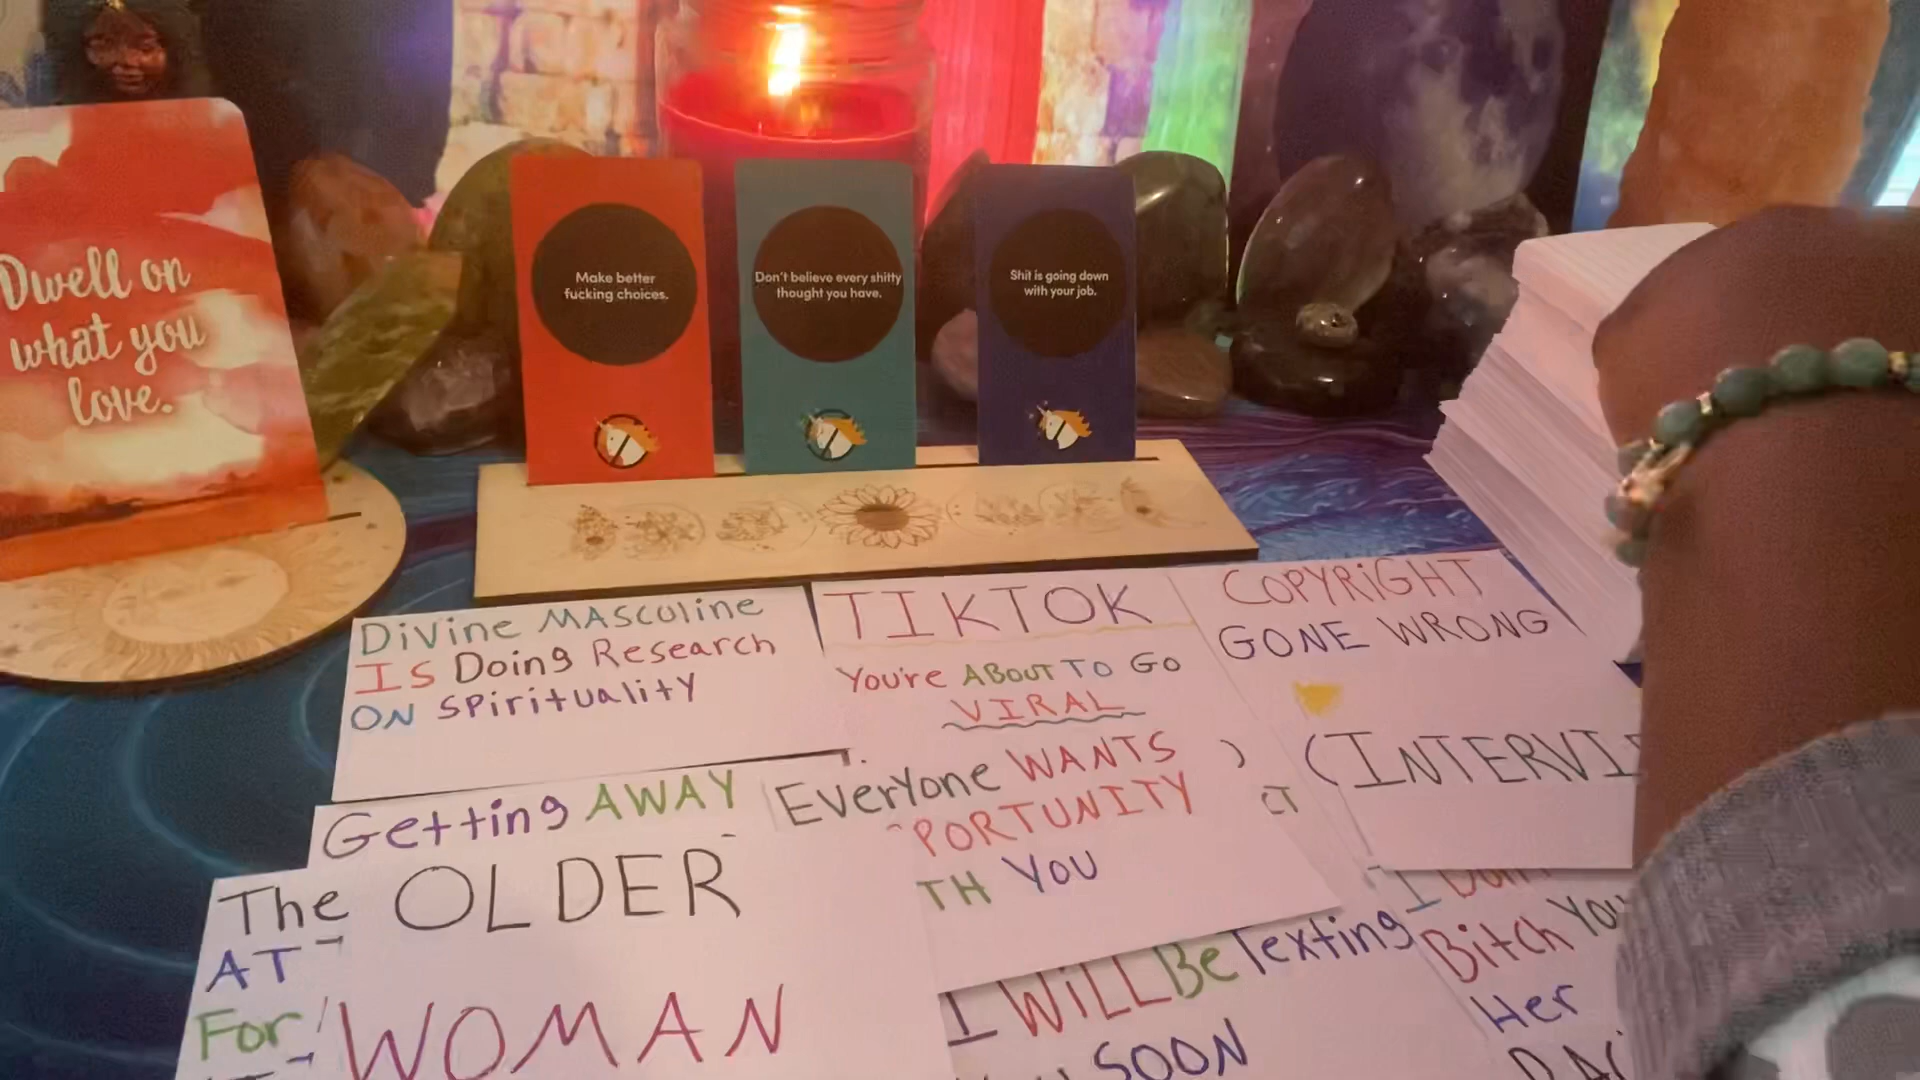 Dwell on
what you
love.
Make better
fucking choices.
Don't believe every shitty
thought you have.
Shit is going down
with your job.
DiVine MASCuline
IS Doing Research
ON SPirituality
TIKTOK
You're ABOUT TO GO
VIRAL
COPYRiGHT
GONE WRONG
Getting AWAY
EVerYone WANTS
PORTUNITY
TH YOU
CT
(INTERVI
The OLDER
WOMAN
AT
For
I WiLL Be Texting
SOON
I
Bitch You
Her